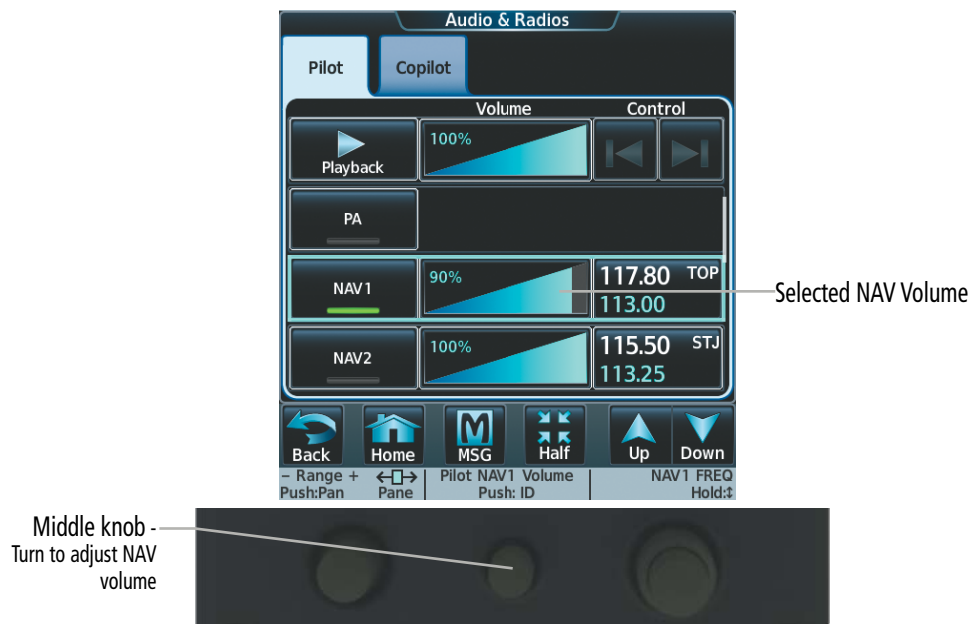 Audio & Radios
Pilot
Copilot
Volume
Control
Playback
100%
PA
NAV1
90%
117.80 TOP
113.00
Selected NAV Volume
NAV2
100%
115.50 STJ
113.25
Back
Home
MSG
Half
Up
Down
– Range +
Push:Pan
Pane
Pilot NAV1 Volume
Push: ID
NAV1 FREQ
Hold:↕
Middle knob -
Turn to adjust NAV
volume